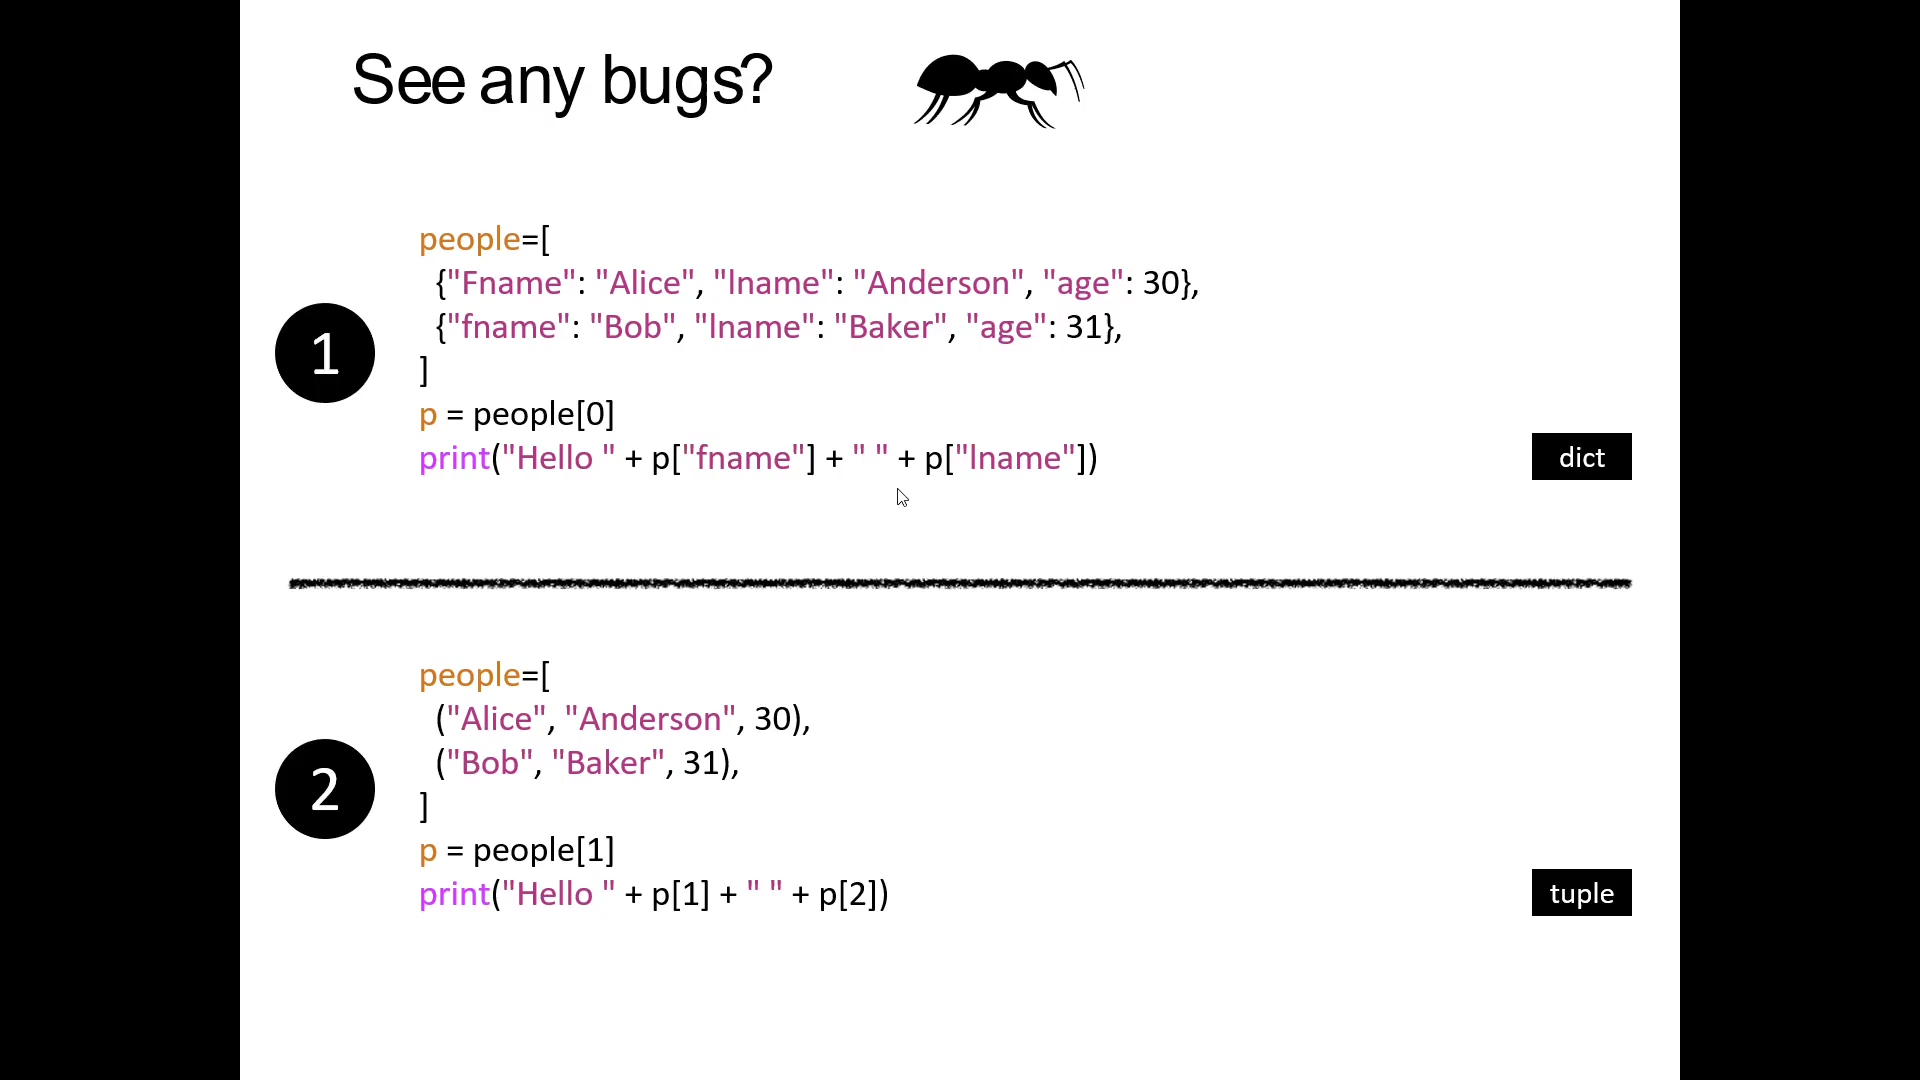 See any bugs?
1
people=[
{"Fname": "Alice", "lname": "Anderson", "age": 30},
{"fname": "Bob", "lname": "Baker", "age": 31},
]
p = people[0]
print("Hello " + p["fname"] + " " + p["lname"])
dict
2
people=[
("Alice", "Anderson", 30),
("Bob", "Baker", 31),
]
p = people[1]
print("Hello " + p[1] + " " + p[2])
tuple